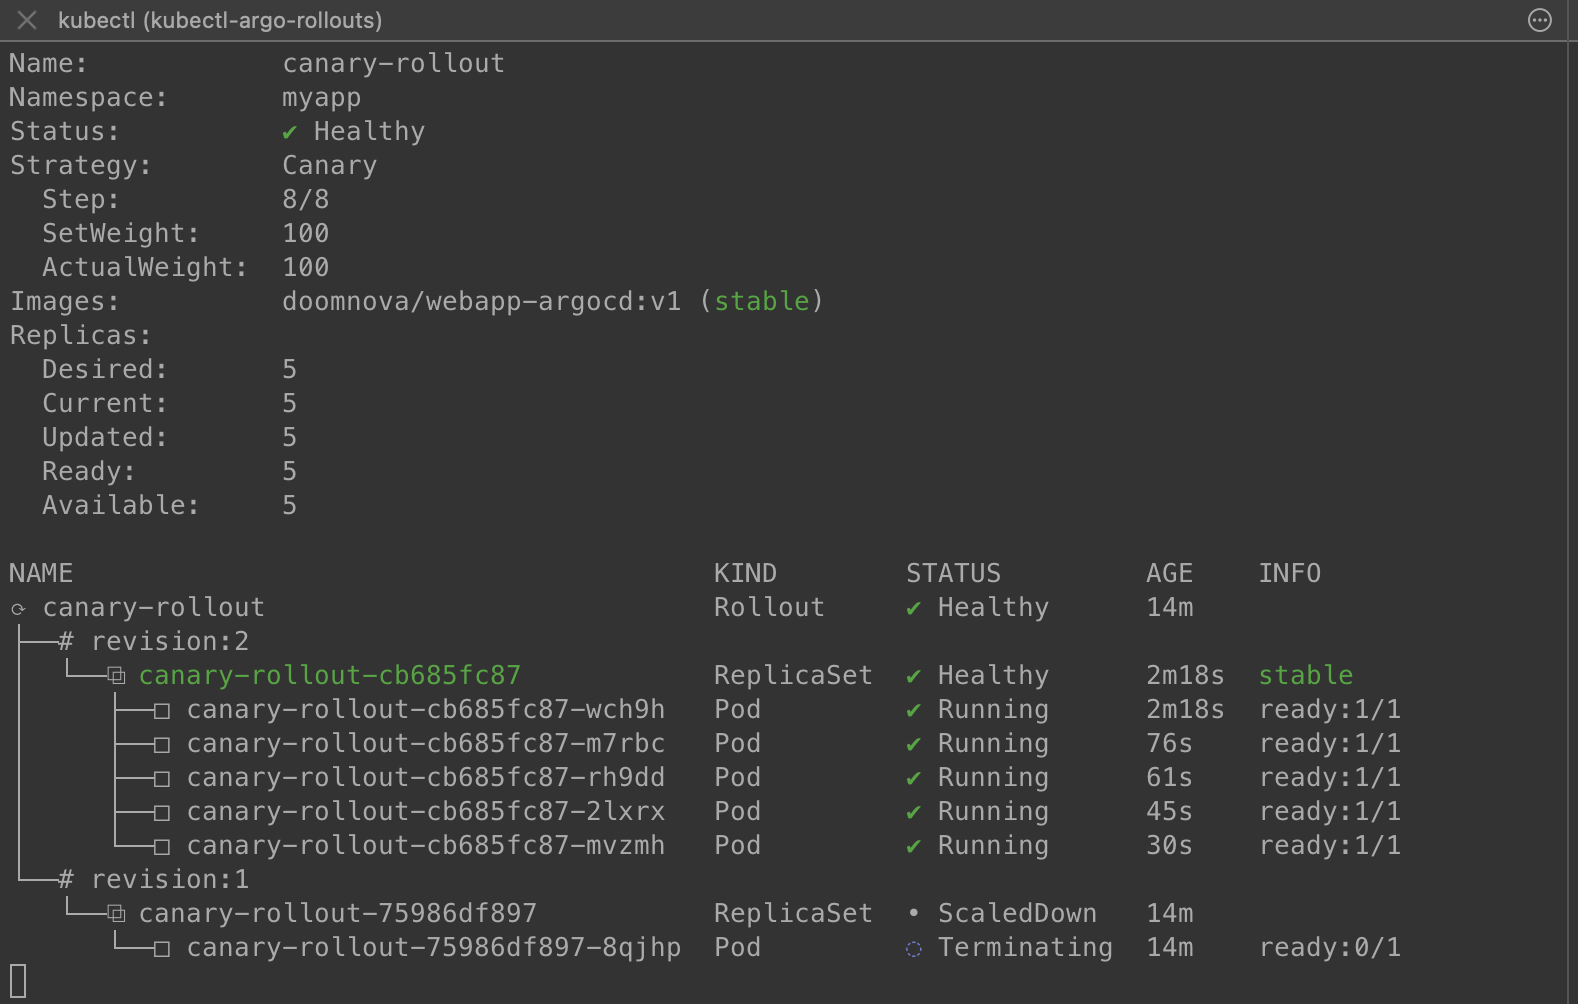 kubectl (kubectl-argo-rollouts)
Name: canary-rollout
Namespace: myapp
Status: ✔ Healthy
Strategy: Canary
Step: 8/8
SetWeight: 100
ActualWeight: 100
Images: doomnova/webapp-argocd:v1 (stable)
Replicas:
Desired: 5
Current: 5
Updated: 5
Ready: 5
Available: 5
NAME KIND STATUS AGE INFO
⟳ canary-rollout Rollout ✔ Healthy 14m
├──# revision:2
│  └──⧉ canary-rollout-cb685fc87 ReplicaSet ✔ Healthy 2m18s stable
│     ├──□ canary-rollout-cb685fc87-wch9h Pod ✔ Running 2m18s ready:1/1
│     ├──□ canary-rollout-cb685fc87-m7rbc Pod ✔ Running 76s ready:1/1
│     ├──□ canary-rollout-cb685fc87-rh9dd Pod ✔ Running 61s ready:1/1
│     ├──□ canary-rollout-cb685fc87-2lxrx Pod ✔ Running 45s ready:1/1
│     └──□ canary-rollout-cb685fc87-mvzmh Pod ✔ Running 30s ready:1/1
└──# revision:1
   └──⧉ canary-rollout-75986df897 ReplicaSet • ScaledDown 14m
      └──□ canary-rollout-75986df897-8qjhp Pod ◌ Terminating 14m ready:0/1